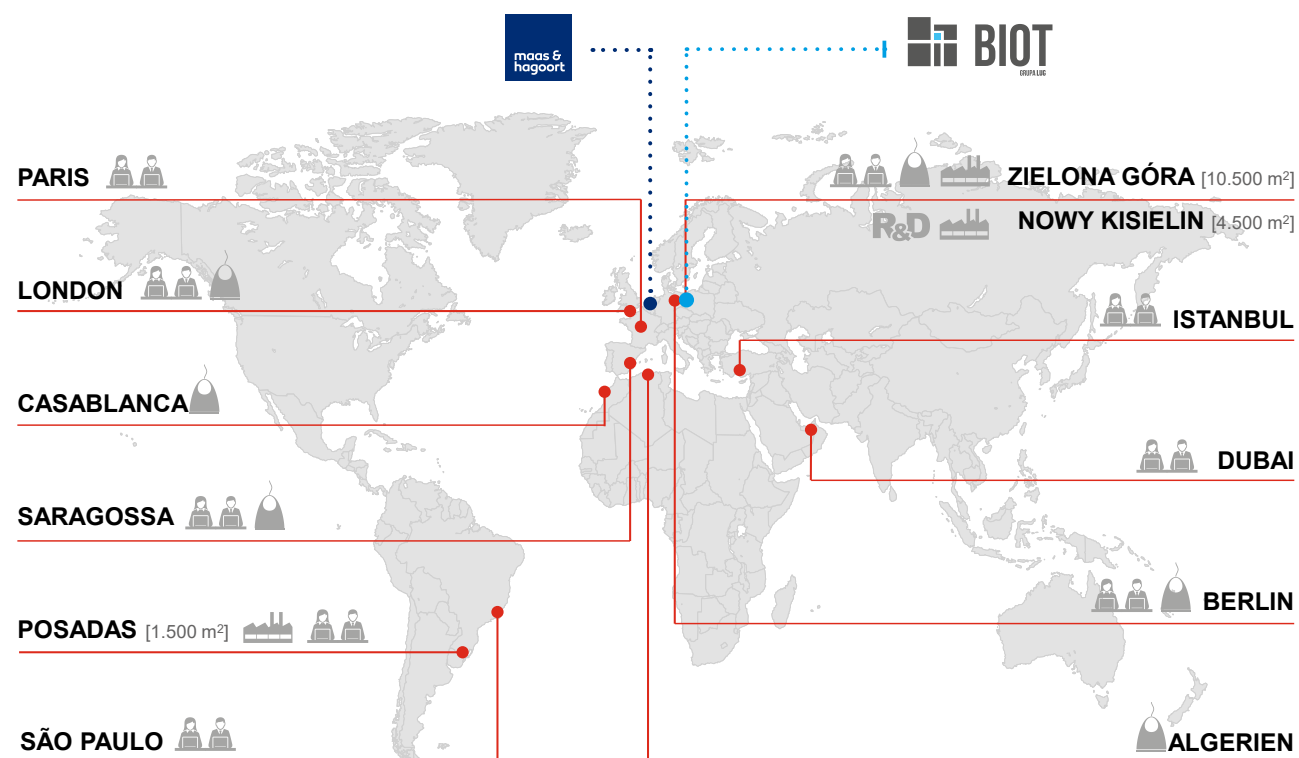 maas &
hagoort
BIOT
GRUPA LUG
PARIS
ZIELONA GÓRA [10.500 m²]
R&D NOWY KISIELIN [4.500 m²]
LONDON
ISTANBUL
CASABLANCA
DUBAI
SARAGOSSA
BERLIN
POSADAS [1.500 m²]
SÃO PAULO
ALGERIEN